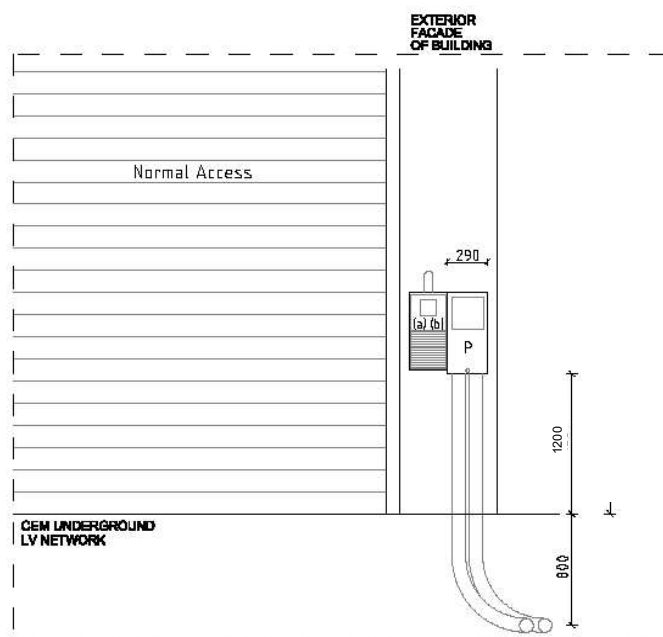 EXTERIOR
FACADE
OF BUILDING
Normal Access
290
(a) (b)
P
1200
CEM UNDERGROUND
LV NETWORK
800